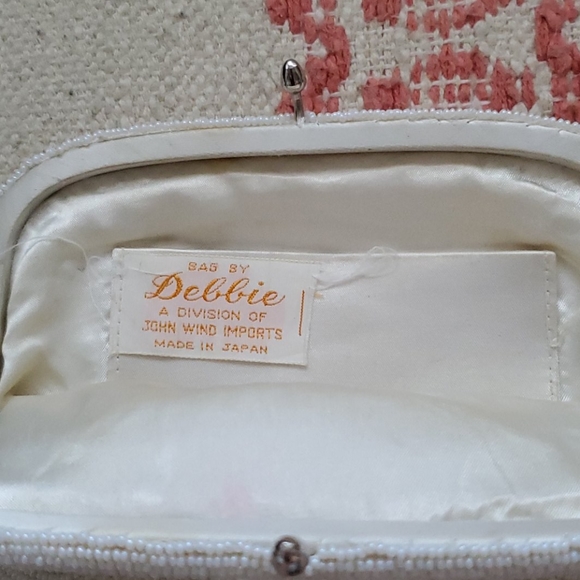 BAG BY
Debbie
A DIVISION OF
JOHN WIND IMPORTS
MADE IN JAPAN